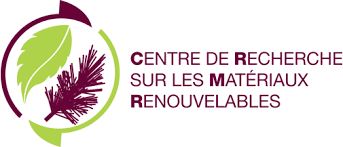 CENTRE DE RECHERCHE
SUR LES MATÉRIAUX
RENOUVELABLES